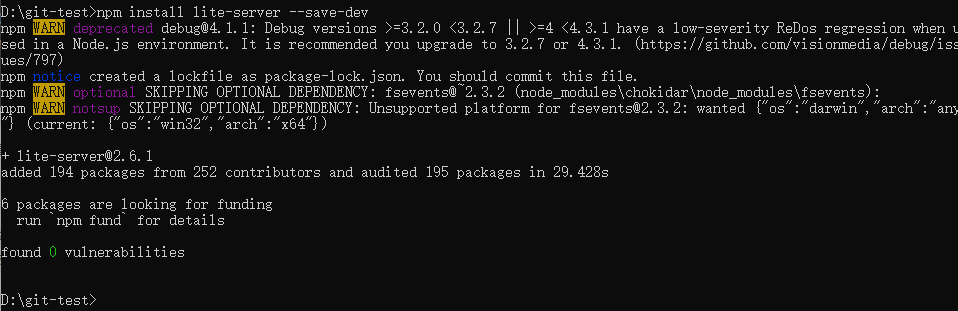 D:\git-test>npm install lite-server --save-dev
npm WARN deprecated debug@4.1.1: Debug versions >=3.2.0 <3.2.7 || >=4 <4.3.1 have a low-severity ReDos regression when u
sed in a Node.js environment. It is recommended you upgrade to 3.2.7 or 4.3.1. (https://github.com/visionmedia/debug/iss
ues/797)
npm notice created a lockfile as package-lock.json. You should commit this file.
npm WARN optional SKIPPING OPTIONAL DEPENDENCY: fsevents@~2.3.2 (node_modules\chokidar\node_modules\fsevents):
npm WARN notsup SKIPPING OPTIONAL DEPENDENCY: Unsupported platform for fsevents@2.3.2: wanted {"os":"darwin","arch":"any
"} (current: {"os":"win32","arch":"x64"})
+ lite-server@2.6.1
added 194 packages from 252 contributors and audited 195 packages in 29.428s
6 packages are looking for funding
  run `npm fund` for details
found 0 vulnerabilities
D:\git-test>